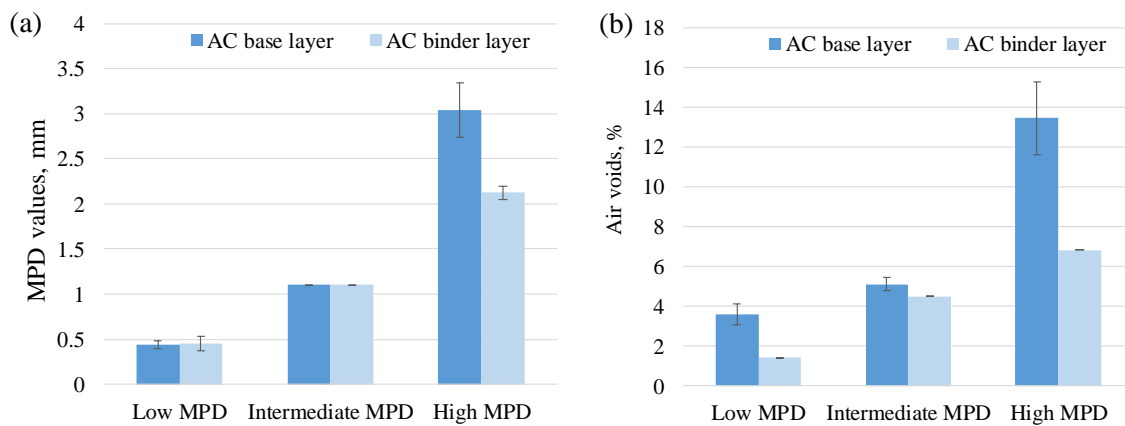 (a)
AC base layer AC binder layer
MPD values, mm
4
3.5
3
2.5
2
1.5
1
0.5
0
Low MPD Intermediate MPD High MPD
(b)
AC base layer AC binder layer
Air voids, %
18
16
14
12
10
8
6
4
2
0
Low MPD Intermediate MPD High MPD